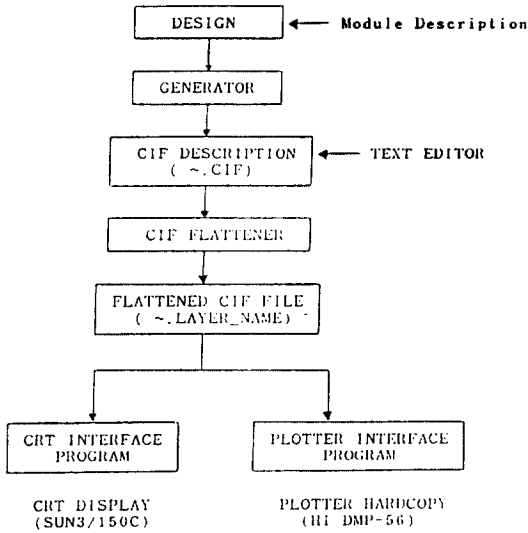 DESIGN
Module Description
GENERATOR
CIF DESCRIPTION
( ~.CIF)
TEXT EDITOR
CIF FLATTENER
FLATTENED CIF FILE
( ~.LAYER_NAME)
CRT INTERFACE
PROGRAM
PLOTTER INTERFACE
PROGRAM
CRT DISPLAY
(SUN3/150C)
PLOTTER HARDCOPY
(HI DMP-56)